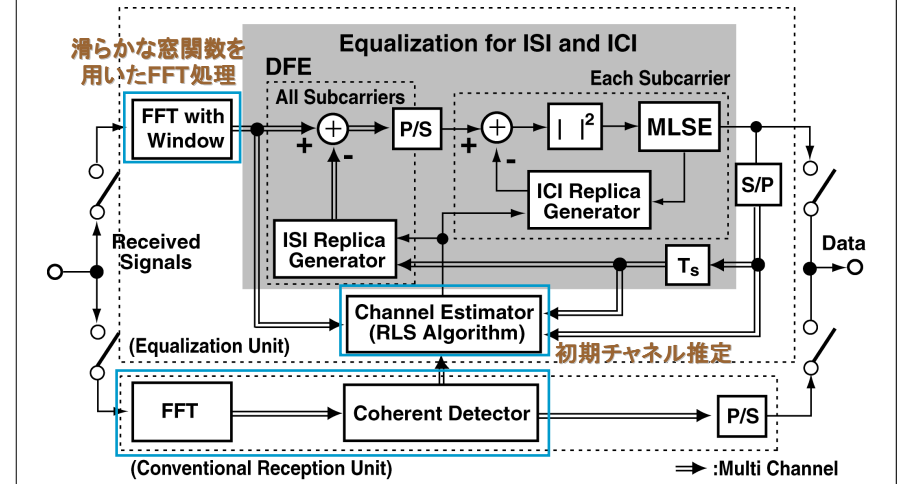 滑らかな窓関数を
用いたFFT処理
Equalization for ISI and ICI
DFE
All Subcarriers
Each Subcarrier
FFT with
Window
+
+
-
P/S
+
+
-
| |2
MLSE
S/P
ICI Replica
Generator
ISI Replica
Generator
Ts
Received
Signals
Data
Channel Estimator
(RLS Algorithm)
(Equalization Unit)
初期チャネル推定
FFT
Coherent Detector
P/S
(Conventional Reception Unit)
:Multi Channel